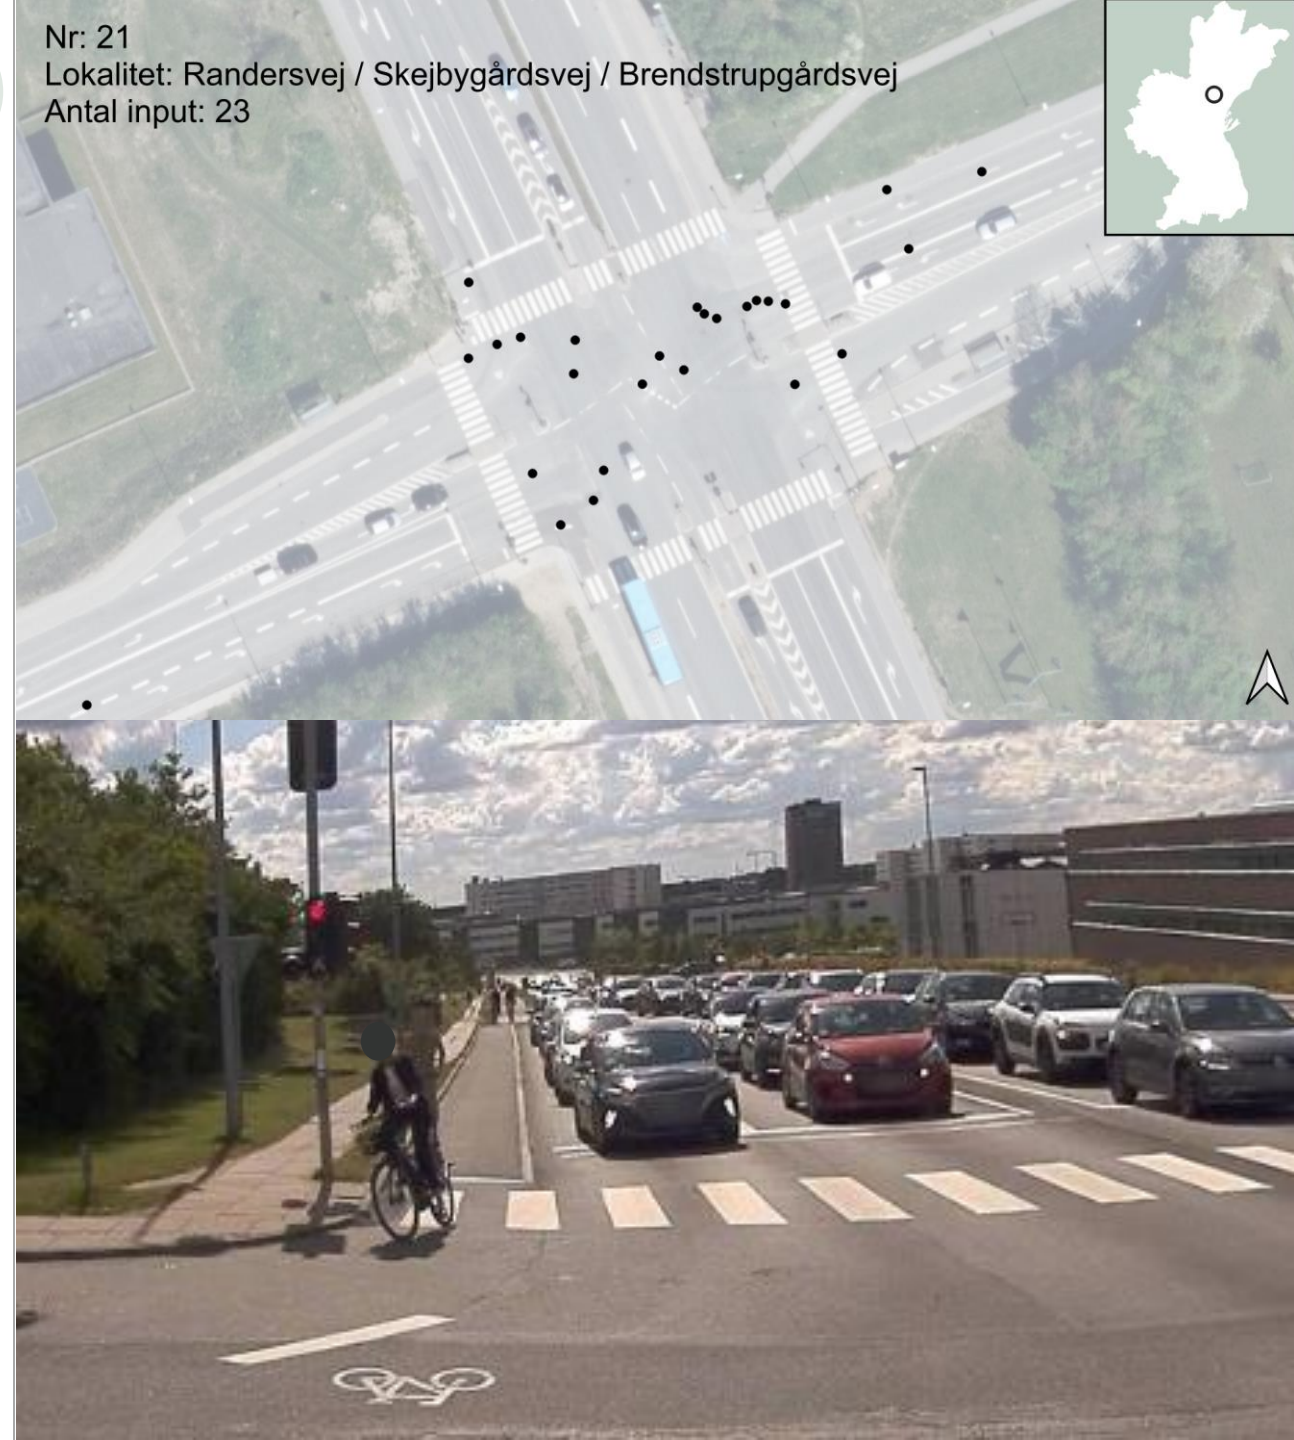 Nr: 21
Lokalitet: Randersvej / Skejbygårdsvej / Brendstrupgårdsvej
Antal input: 23